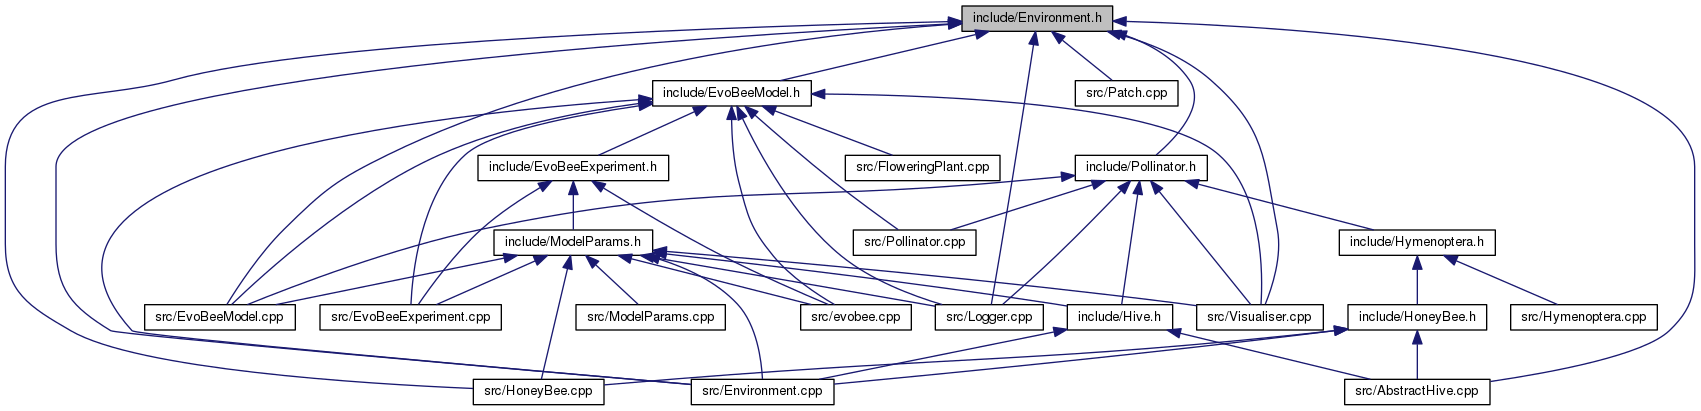 include/Environment.h
include/EvoBeeModel.h
src/Patch.cpp
include/EvoBeeExperiment.h
src/FloweringPlant.cpp
include/Pollinator.h
include/ModelParams.h
src/Pollinator.cpp
include/Hymenoptera.h
src/EvoBeeModel.cpp
src/EvoBeeExperiment.cpp
src/ModelParams.cpp
src/evobee.cpp
src/Logger.cpp
include/Hive.h
src/Visualiser.cpp
include/HoneyBee.h
src/Hymenoptera.cpp
src/HoneyBee.cpp
src/Environment.cpp
src/AbstractHive.cpp